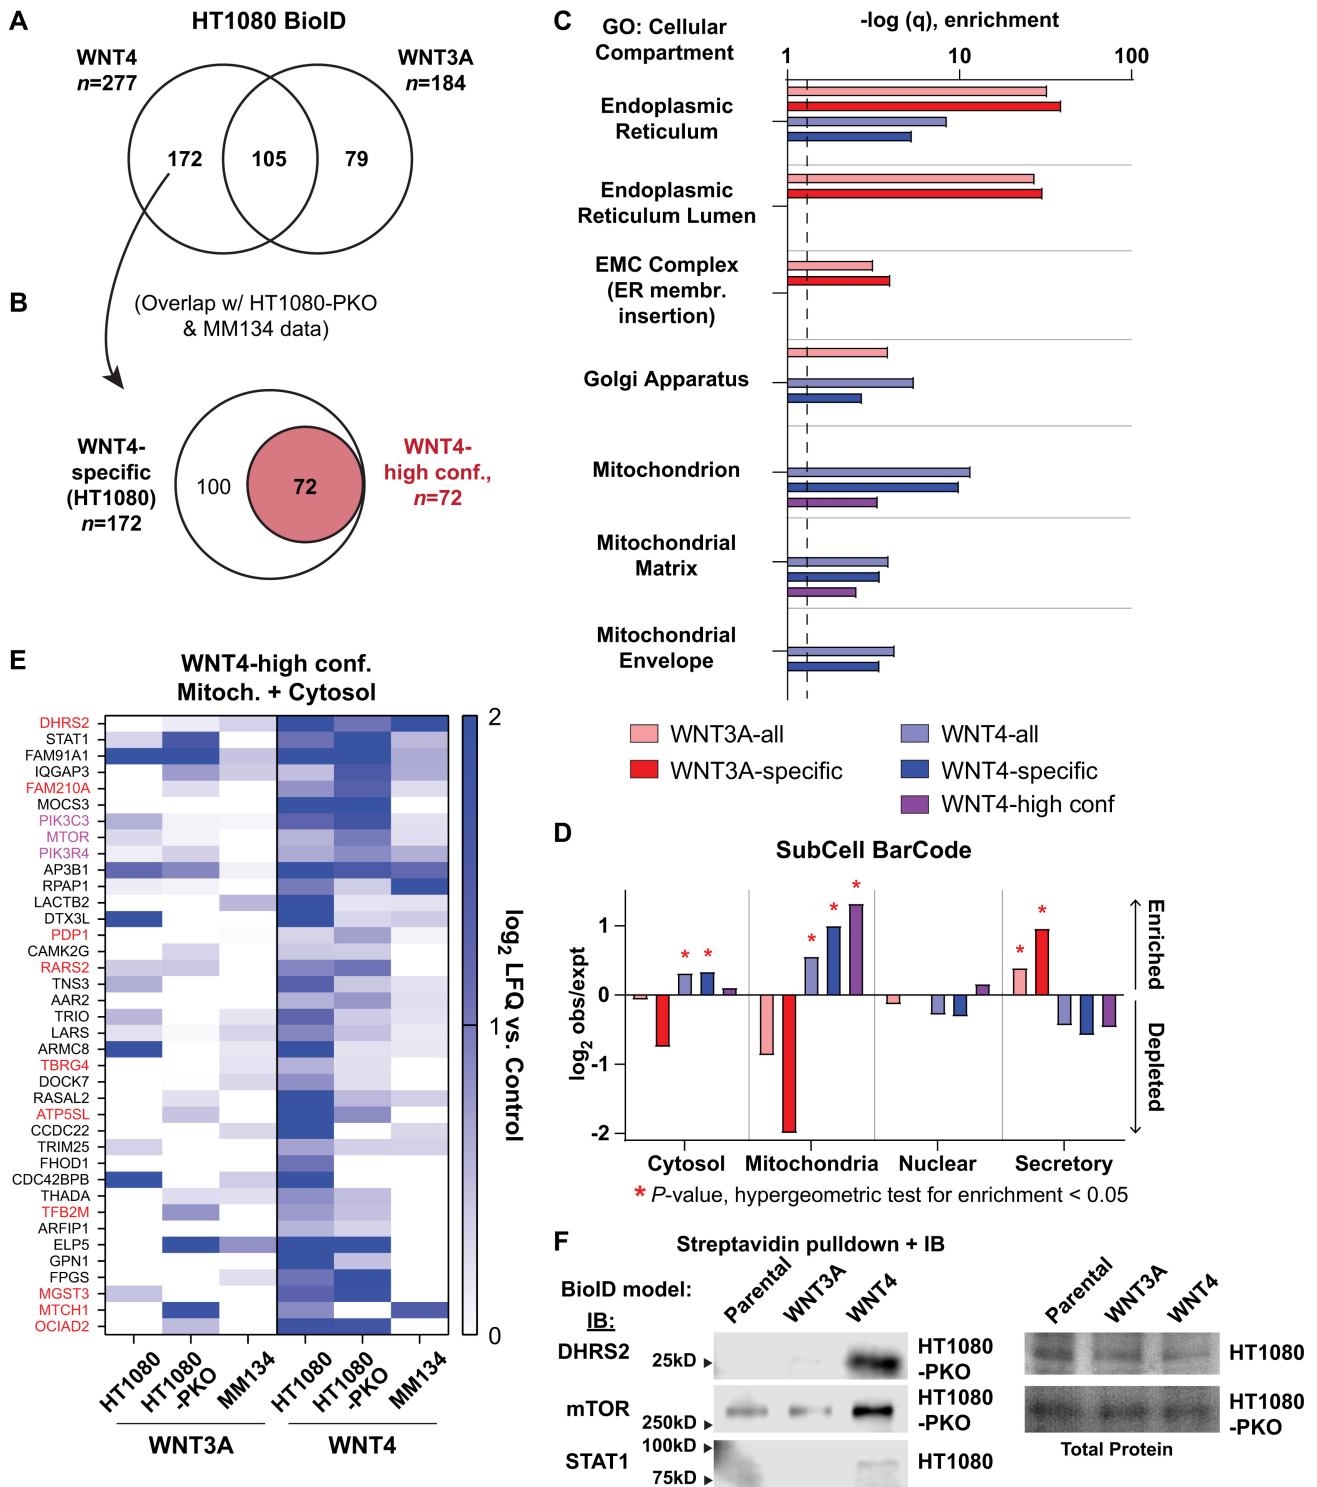 A
HT1080 BioID
WNT4
n=277
WNT3A
n=184
172
105
79
B
(Overlap w/ HT1080-PKO
& MM134 data)
WNT4-
specific
(HT1080)
n=172
100
72
WNT4-
high conf.,
n=72
C
GO: Cellular
Compartment
-log (q), enrichment
1
10
100
Endoplasmic
Reticulum
Endoplasmic
Reticulum Lumen
EMC Complex
(ER membr.
insertion)
Golgi Apparatus
Mitochondrion
Mitochondrial
Matrix
Mitochondrial
Envelope
WNT3A-all
WNT3A-specific
WNT4-all
WNT4-specific
WNT4-high conf
D
SubCell BarCode
log2 obs/expt
1
0
-1
-2
* * * * * * *
Enriched
Depleted
Cytosol
Mitochondria
Nuclear
Secretory
* P-value, hypergeometric test for enrichment < 0.05
E
WNT4-high conf.
Mitoch. + Cytosol
DHRS2
STAT1
FAM91A1
IQGAP3
FAM210A
MOCS3
PIK3C3
MTOR
PIK3R4
AP3B1
RPAP1
LACTB2
DTX3L
PDP1
CAMK2G
RARS2
TNS3
AAR2
TRIO
LARS
ARMC8
TBRG4
DOCK7
RASAL2
ATP5SL
CCDC22
TRIM25
FHOD1
CDC42BPB
THADA
TFB2M
ARFIP1
ELP5
GPN1
FPGS
MGST3
MTCH1
OCIAD2
HT1080
HT1080
-PKO
MM134
HT1080
HT1080
-PKO
MM134
WNT3A
WNT4
2
1
0
log2 LFQ vs. Control
F
Streptavidin pulldown + IB
BioID model:
Parental
WNT3A
WNT4
IB:
DHRS2
25kD
HT1080
-PKO
mTOR
250kD
HT1080
-PKO
STAT1
100kD
75kD
HT1080
Parental
WNT3A
WNT4
HT1080
HT1080
-PKO
Total Protein